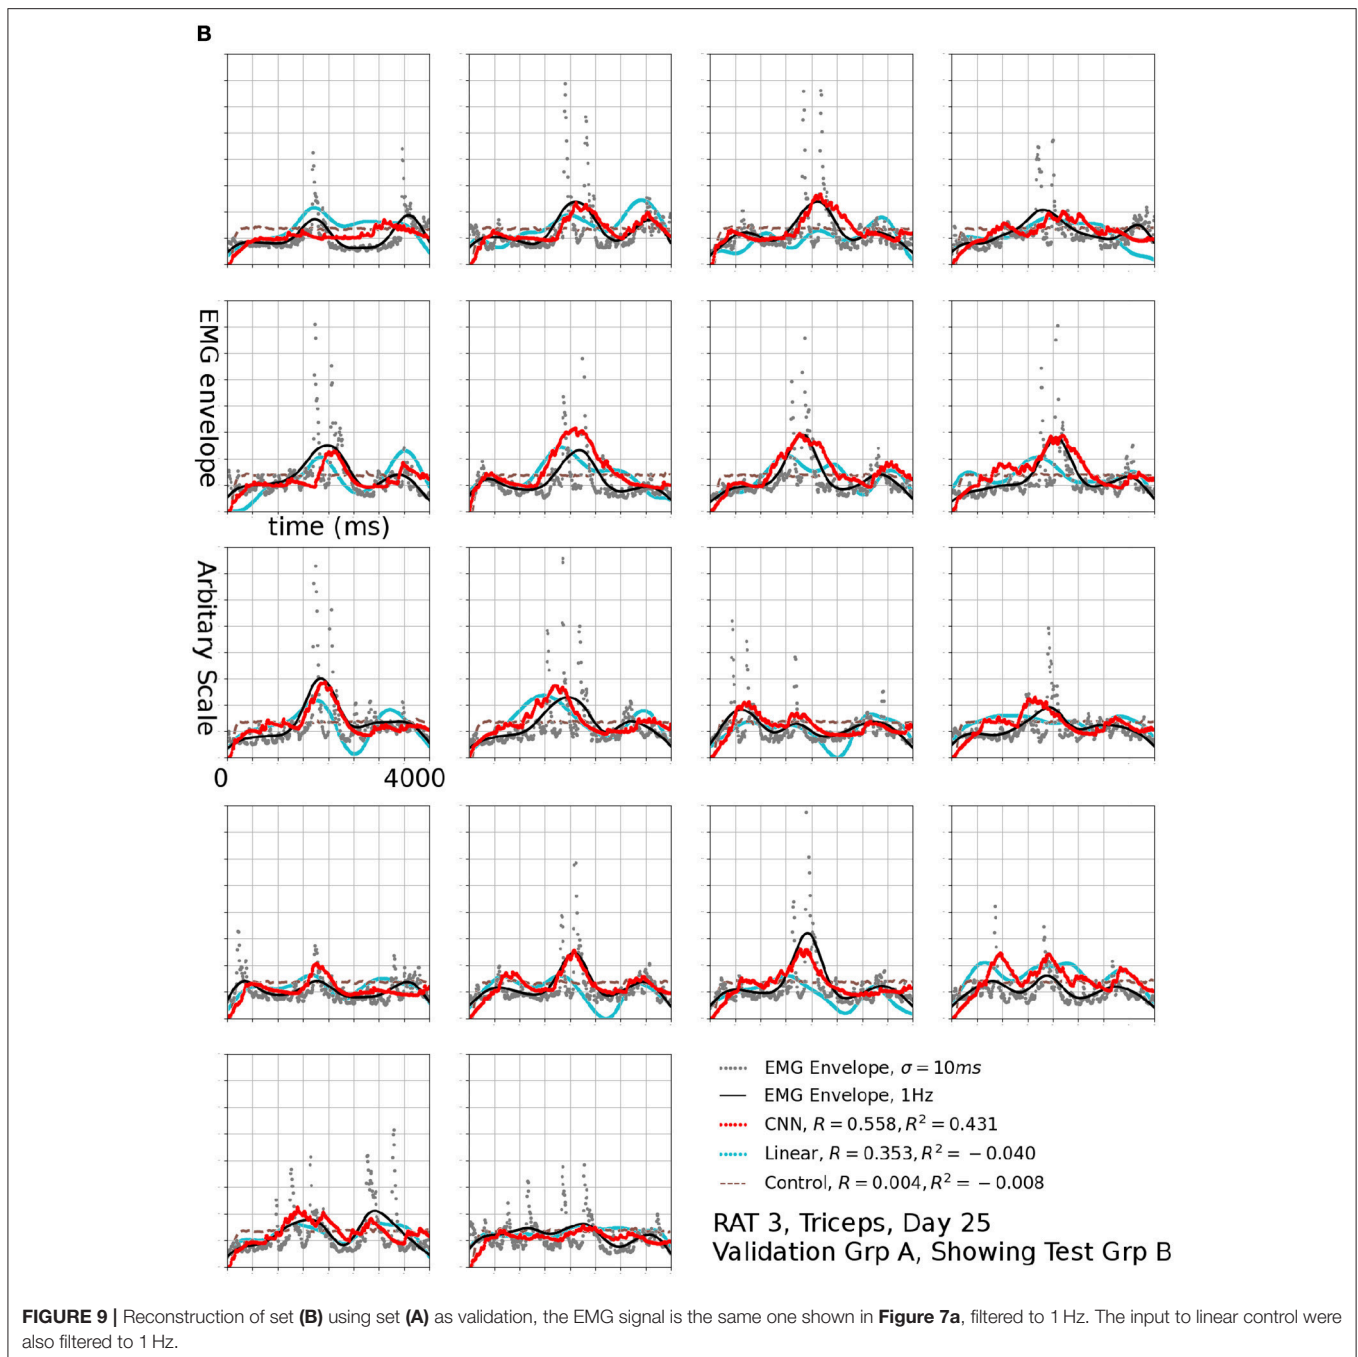 B
EMG envelope
time (ms)
Arbitary Scale
0 4000
EMG Envelope, σ = 10ms
EMG Envelope, 1Hz
CNN, R = 0.558, R² = 0.431
Linear, R = 0.353, R² = − 0.040
Control, R = 0.004, R² = − 0.008
RAT 3, Triceps, Day 25
Validation Grp A, Showing Test Grp B
FIGURE 9 | Reconstruction of set (B) using set (A) as validation, the EMG signal is the same one shown in Figure 7a, filtered to 1 Hz. The input to linear control were
also filtered to 1 Hz.